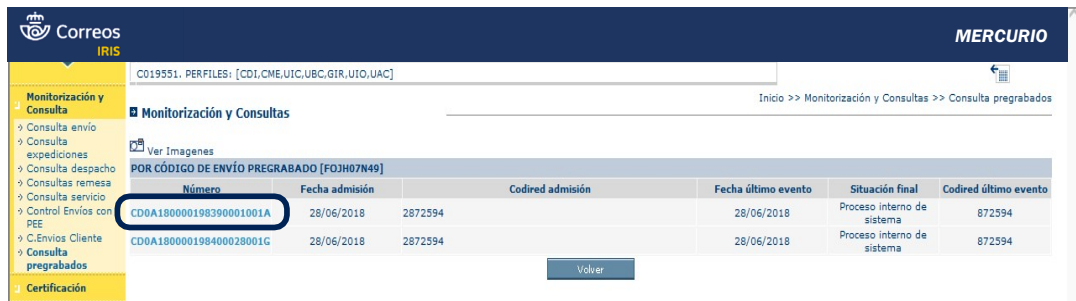 Correos
IRIS
MERCURIO
C019551. PERFILES: [CDI,CME,UIC,UBC,GIR,UIO,UAC]
Inicio >> Monitorización y Consultas >> Consulta pregrabados
Monitorización y
Consulta
Consulta envío
Consulta
expediciones
Consulta despacho
Consultas remesa
Consulta servicio
Control Envíos con
PEE
C.Envios Cliente
Consulta
pregrabados
Certificación
Monitorización y Consultas
Ver Imagenes
POR CÓDIGO DE ENVÍO PREGRABADO [FOJH07N49]
Número Fecha admisión Codired admisión Fecha último evento Situación final Codired último evento
CD0A180000198390001001A 28/06/2018 2872594 28/06/2018 Proceso interno de sistema 872594
CD0A180000198400028001G 28/06/2018 2872594 28/06/2018 Proceso interno de sistema 872594
Volver